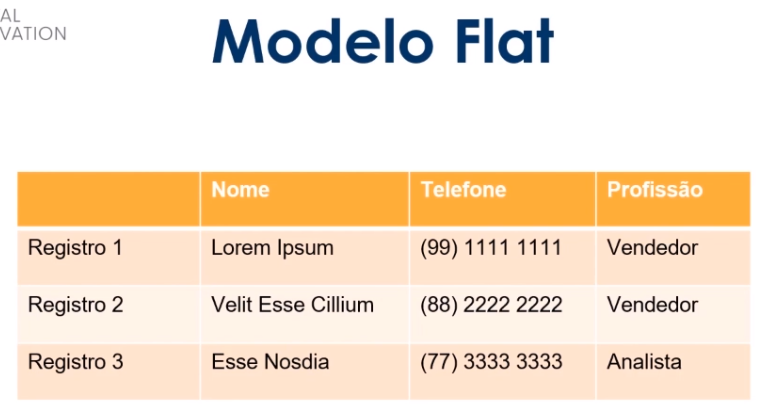 AL
VATION
Modelo Flat
Nome Telefone Profissão
Registro 1 Lorem Ipsum (99) 1111 1111 Vendedor
Registro 2 Velit Esse Cillium (88) 2222 2222 Vendedor
Registro 3 Esse Nosdia (77) 3333 3333 Analista